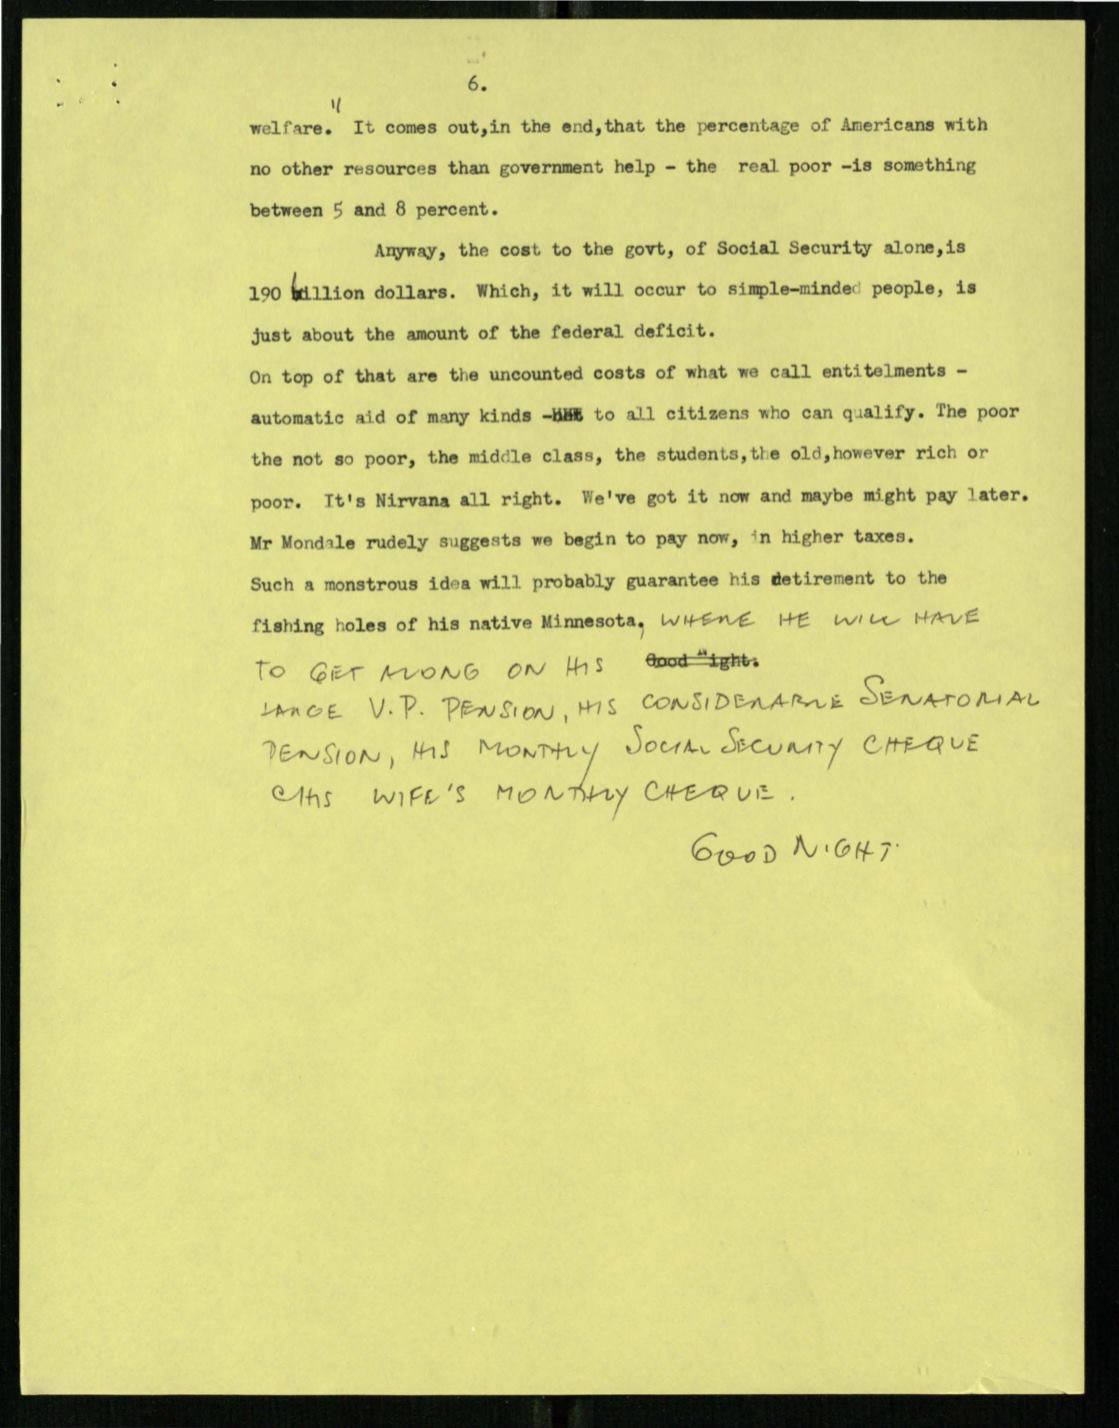 6.
welfare." It comes out,in the end,that the percentage of Americans with
no other resources than government help - the real poor -is something
between 5 and 8 percent.
Anyway, the cost to the govt, of Social Security alone,is
190 billion dollars. Which, it will occur to simple-minded people, is
just about the amount of the federal deficit.
On top of that are the uncounted costs of what we call entitelments -
automatic aid of many kinds - to all citizens who can qualify. The poor
the not so poor, the middle class, the students,the old,however rich or
poor. It's Nirvana all right. We've got it now and maybe might pay later.
Mr Mondale rudely suggests we begin to pay now, in higher taxes.
Such a monstrous idea will probably guarantee his detirement to the
fishing holes of his native Minnesota, WHERE HE WILL HAVE
TO GET ALONG ON HIS Good "ight.
LARGE V.P. PENSION, HIS CONSIDERABLE SENATORIAL
PENSION, HIS MONTHLY SOCIAL SECURITY CHEQUE
& HIS WIFE'S MONTHLY CHEQUE.
GOOD NIGHT.